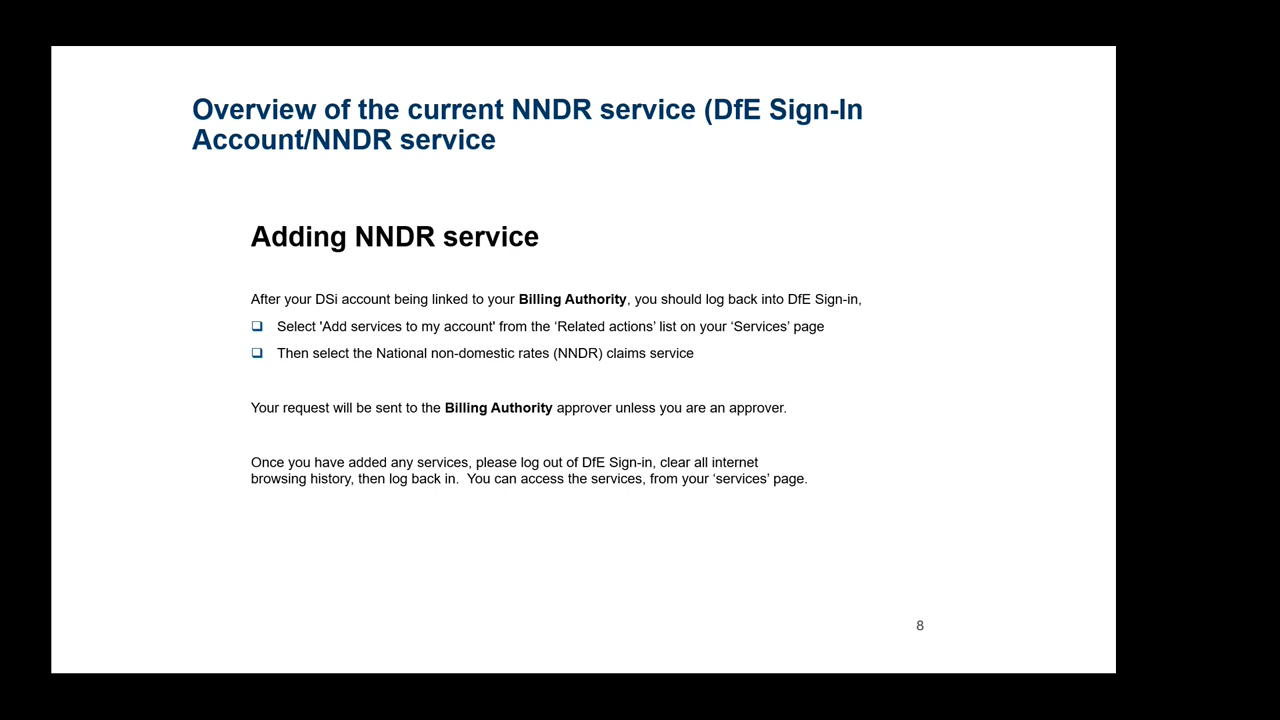 Overview of the current NNDR service (DfE Sign-In
Account/NNDR service
Adding NNDR service
After your DSi account being linked to your Billing Authority, you should log back into DfE Sign-in,
❑ Select 'Add services to my account' from the ‘Related actions’ list on your ‘Services’ page
❑ Then select the National non-domestic rates (NNDR) claims service
Your request will be sent to the Billing Authority approver unless you are an approver.
Once you have added any services, please log out of DfE Sign-in, clear all internet
browsing history, then log back in.  You can access the services, from your ‘services’ page.
8